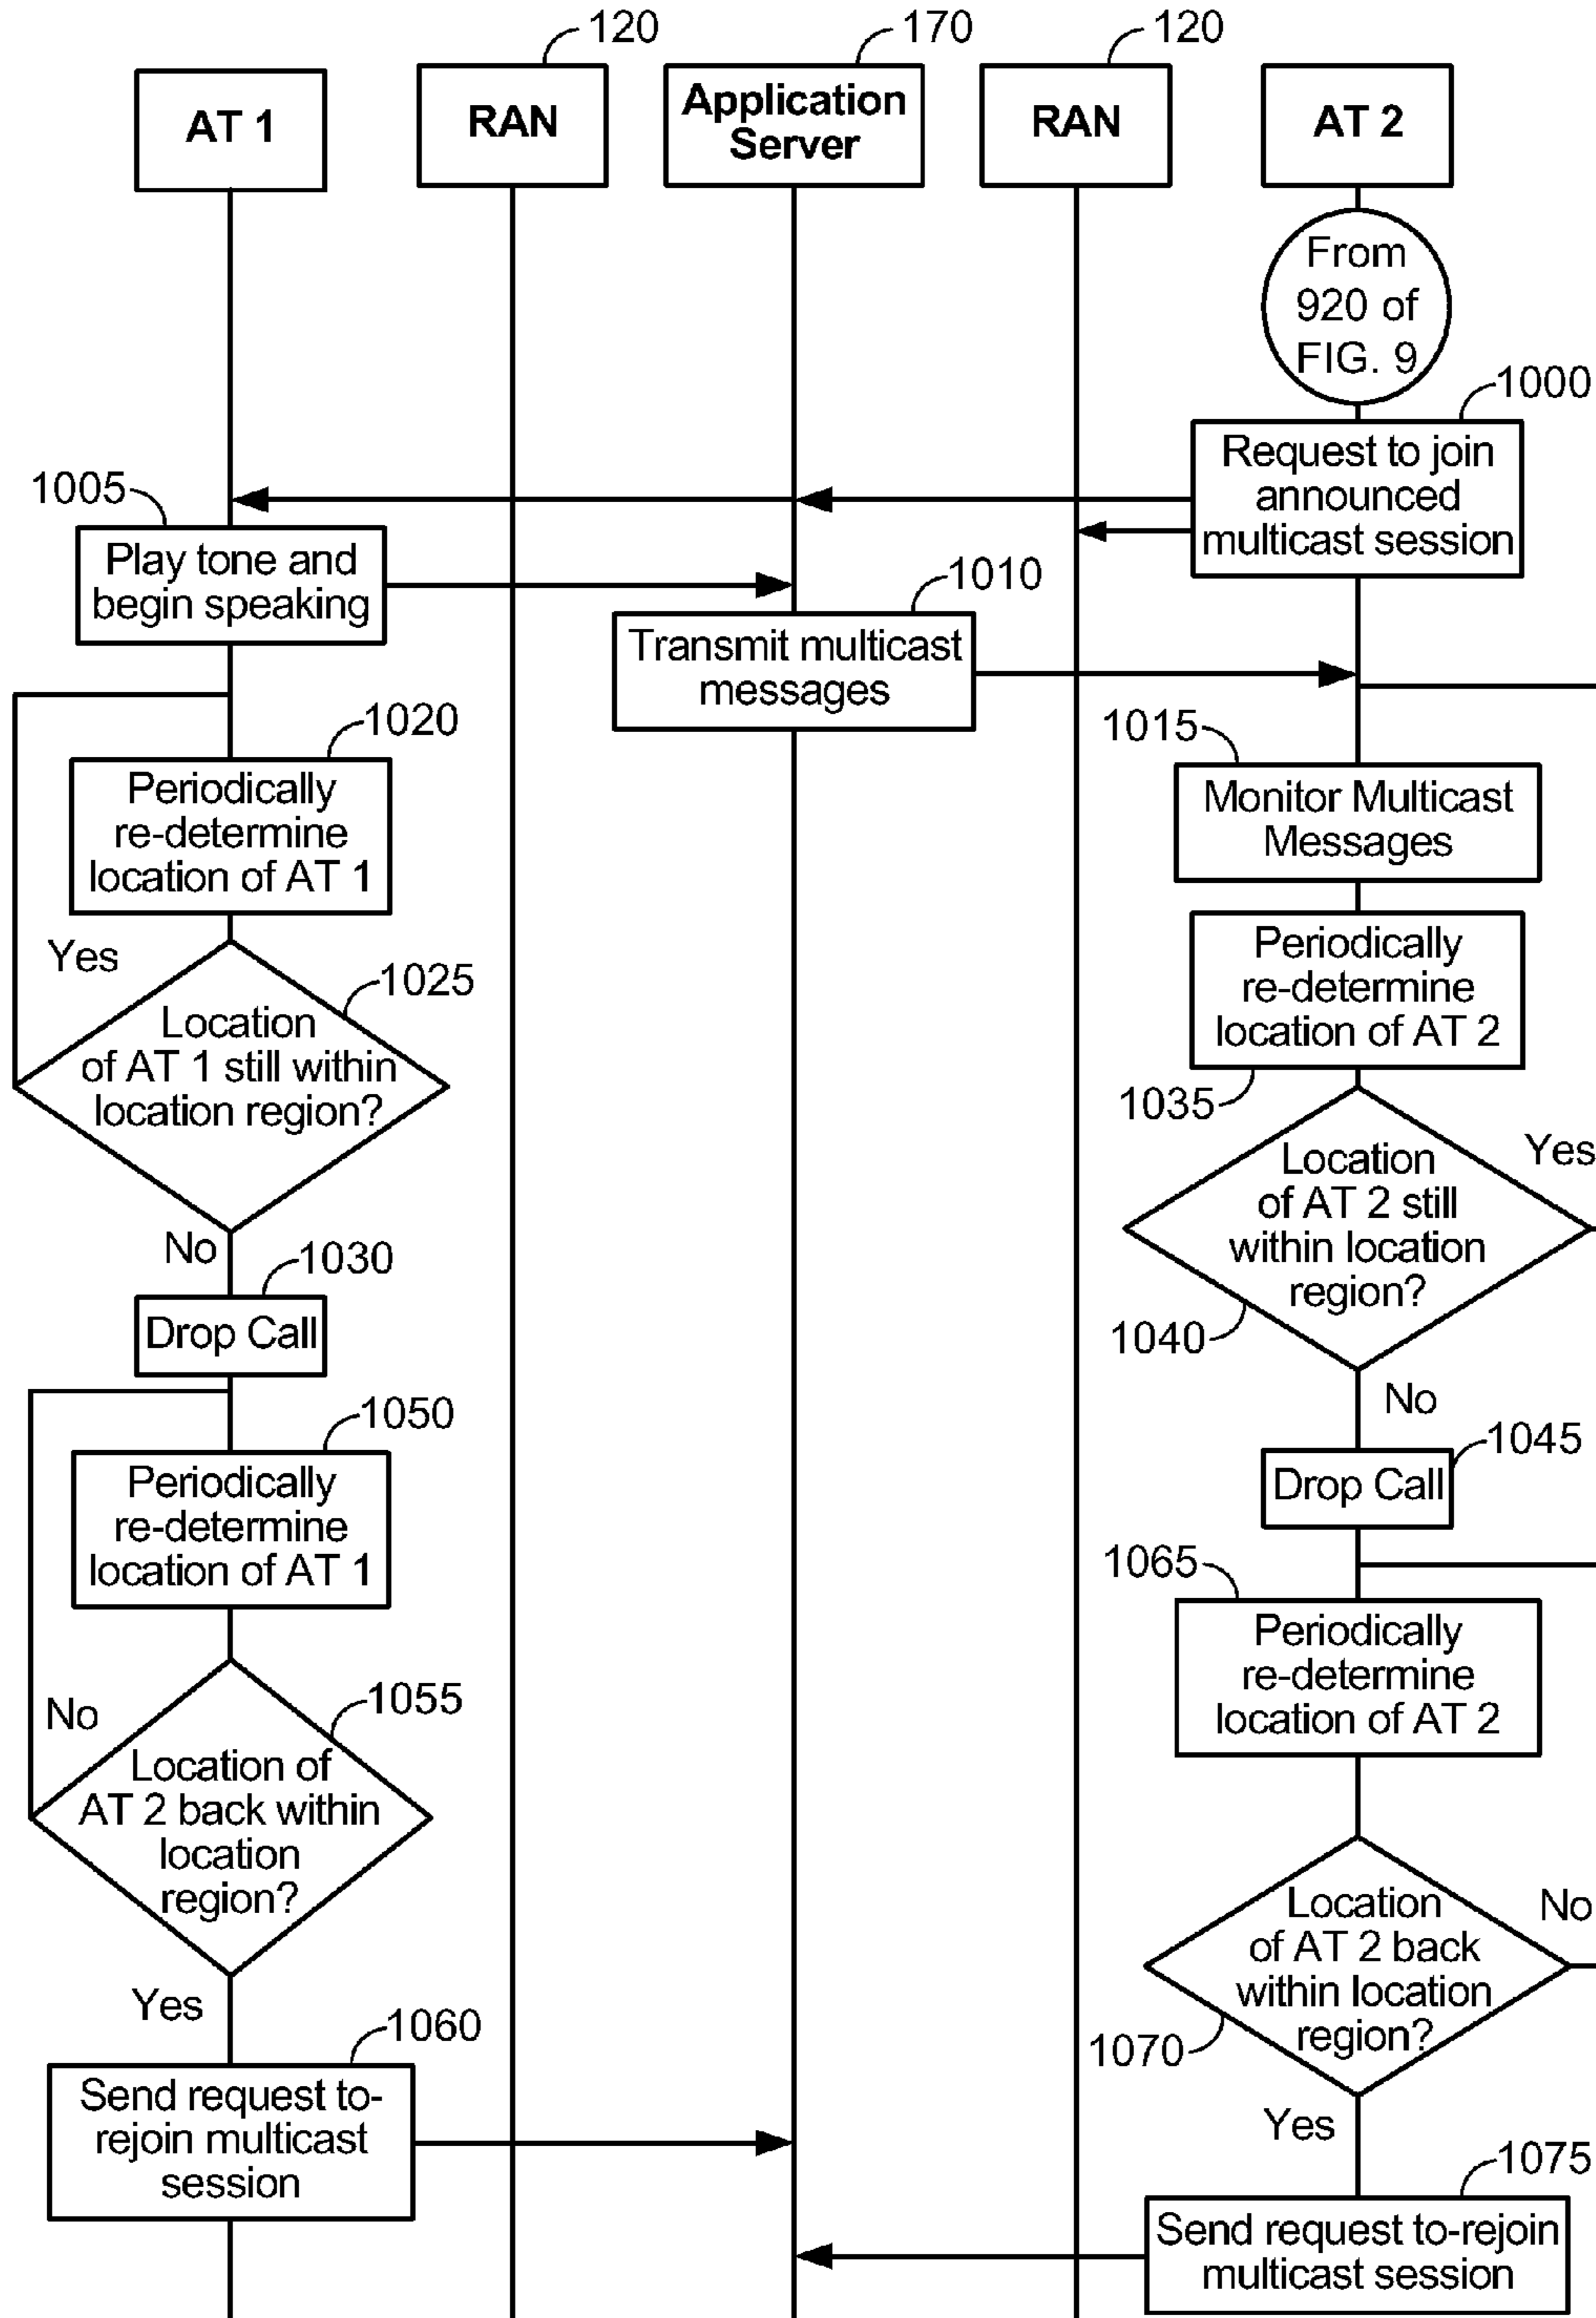 120
170
120
AT 1
RAN
Application
Server
RAN
AT 2
From
920 of
FIG. 9
1000
Request to join
announced
multicast session
1005
Play tone and
begin speaking
1010
Transmit multicast
messages
1020
Periodically
re-determine
location of AT 1
1015
Monitor Multicast
Messages
Yes
1025
Location
of AT 1 still within
location region?
Periodically
re-determine
location of AT 2
1035
Yes
Location
of AT 2 still
within location
region?
1040
No
1030
Drop Call
No
1045
Drop Call
1050
Periodically
re-determine
location of AT 1
1065
Periodically
re-determine
location of AT 2
No
1055
Location of
AT 2 back within
location
region?
No
Location
of AT 2 back
within location
region?
1070
Yes
1060
Send request to-
rejoin multicast
session
Yes
1075
Send request to-rejoin
multicast session